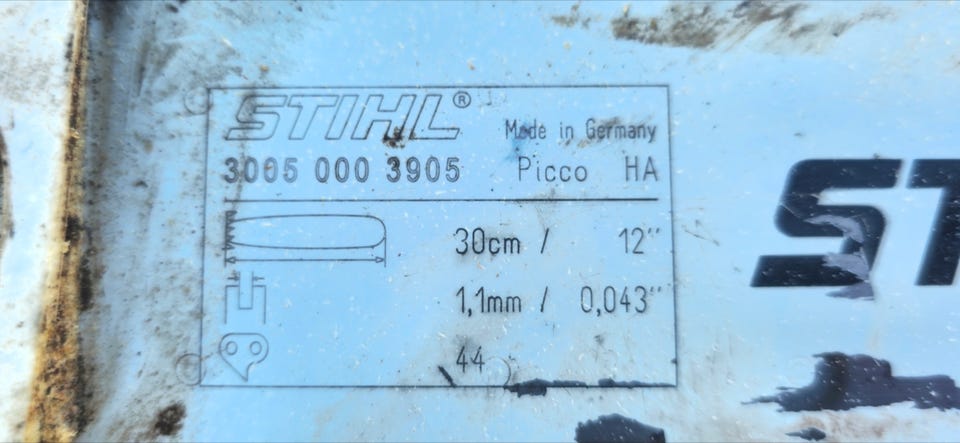 STIHL®
Made in Germany
3005 000 3905 Picco HA
30cm / 12"
1,1mm / 0,043"
44
ST